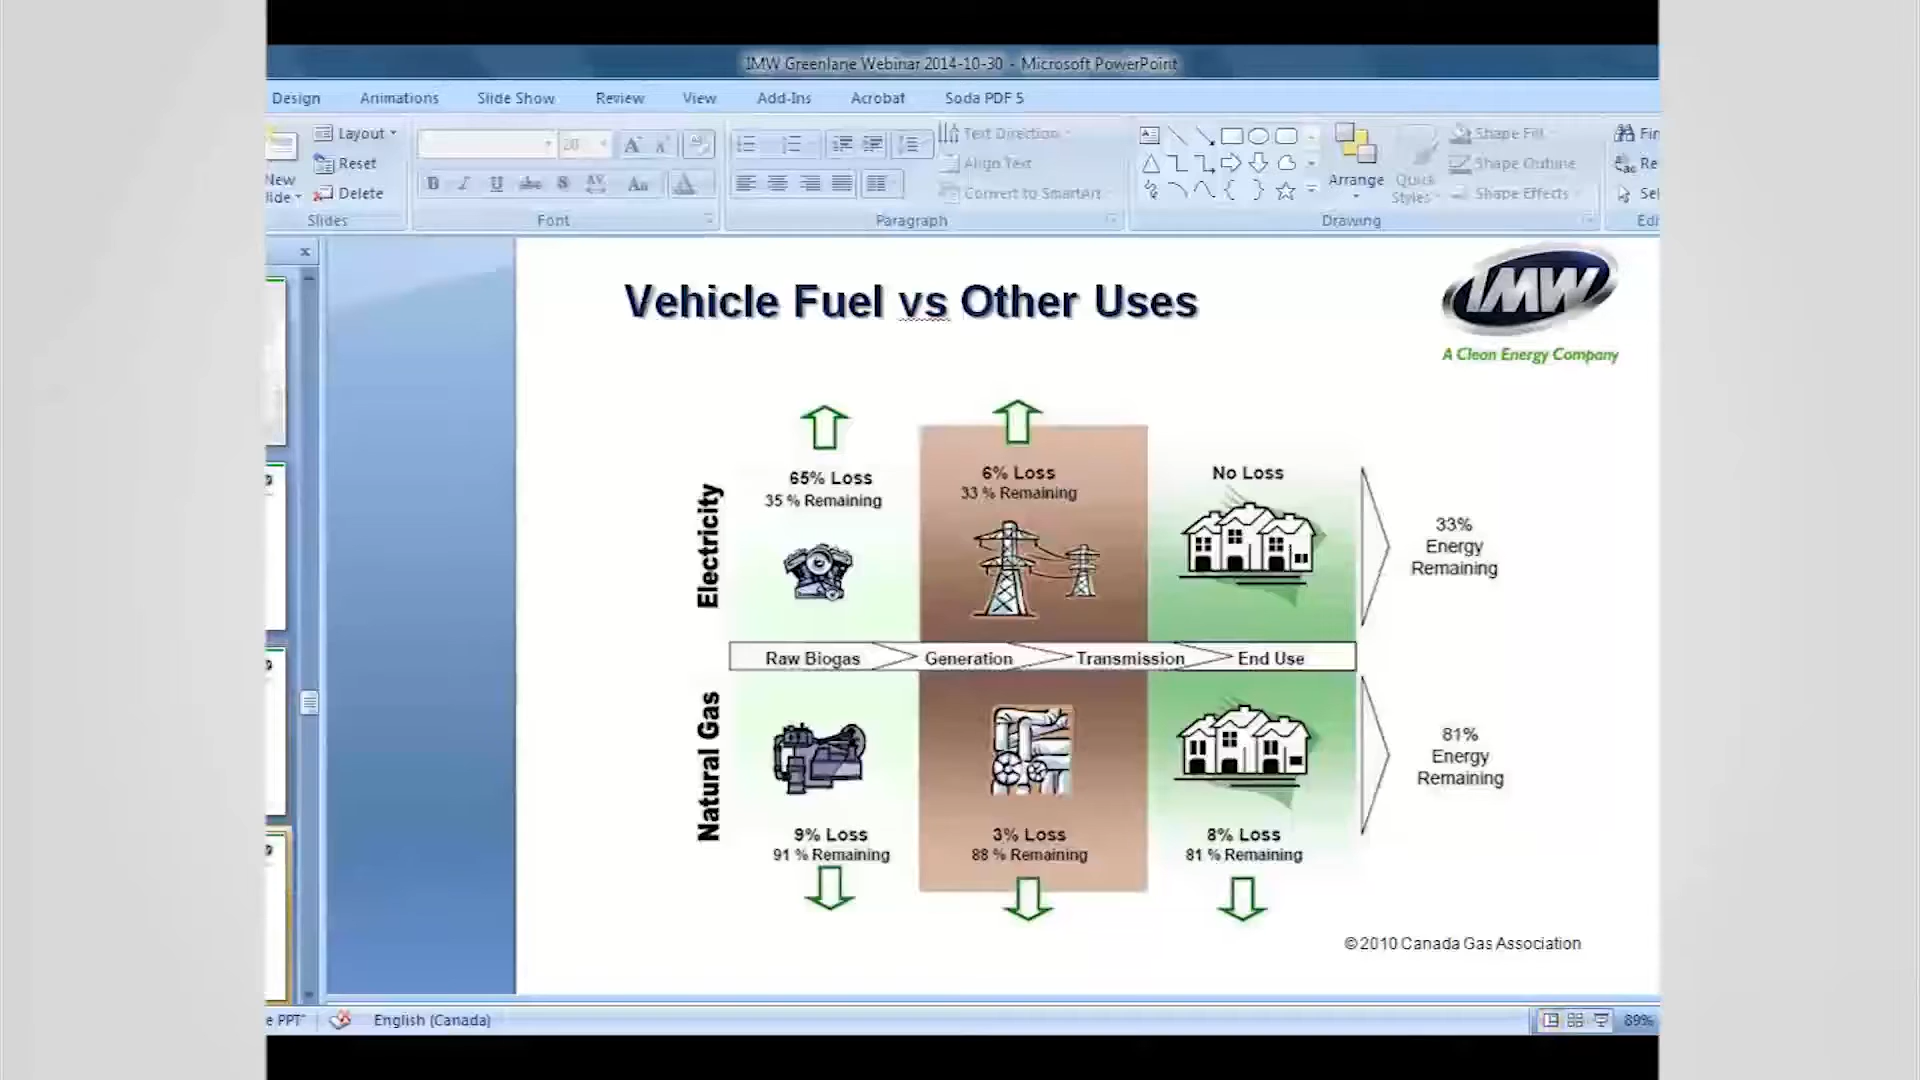 IMW Greenlane Webinar 2014-10-30 - Microsoft PowerPoint
Design Animations Slide Show Review View Add-Ins Acrobat Soda PDF 5
Layout
Reset
New
Delete
Slides
20
B I U abc S AV Aa A
Font
Text Direction
Align Text
Convert to SmartArt
Paragraph
Arrange
Quick
Styles
Shape Fill
Shape Outline
Shape Effects
Drawing
Vehicle Fuel vs Other Uses
IMW
A Clean Energy Company
Electricity
65% Loss
35 % Remaining
6% Loss
33 % Remaining
No Loss
33%
Energy
Remaining
Raw Biogas Generation Transmission End Use
Natural Gas
9% Loss
91 % Remaining
3% Loss
88 % Remaining
8% Loss
81 % Remaining
81%
Energy
Remaining
©2010 Canada Gas Association
English (Canada)
89%